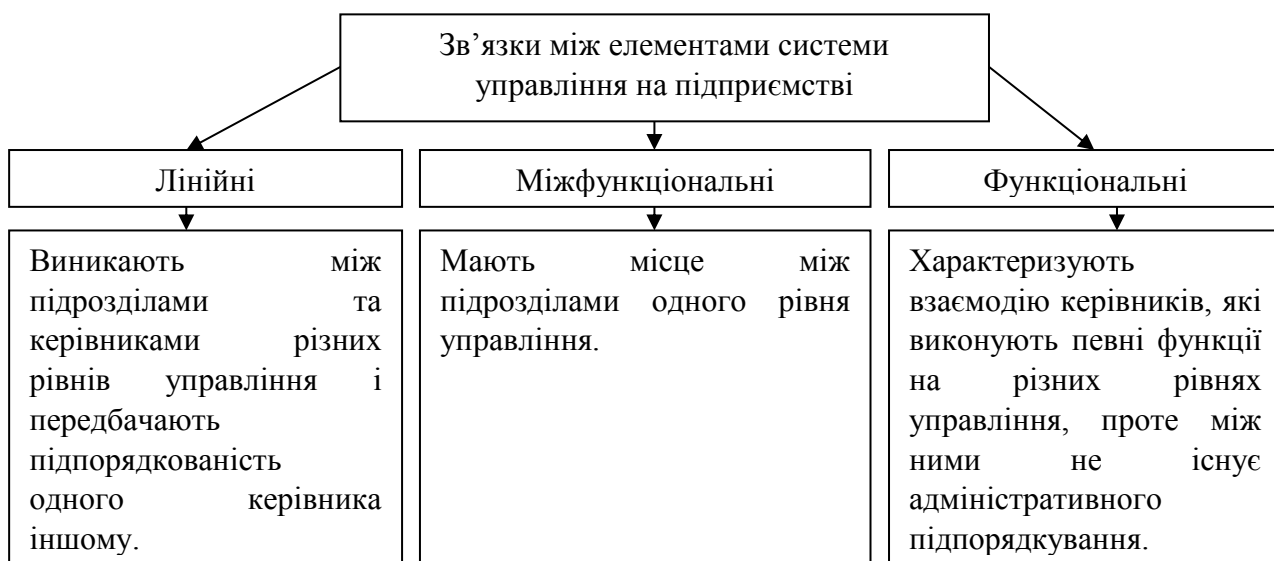 Зв’язки між елементами системи
управління на підприємстві
Лінійні
Міжфункціональні
Функціональні
Виникають між
підрозділами та
керівниками різних
рівнів управління і
передбачають
підпорядкованість
одного керівника
іншому.
Мають місце між
підрозділами одного рівня
управління.
Характеризують
взаємодію керівників, які
виконують певні функції
на різних рівнях
управління, проте між
ними не існує
адміністративного
підпорядкування.